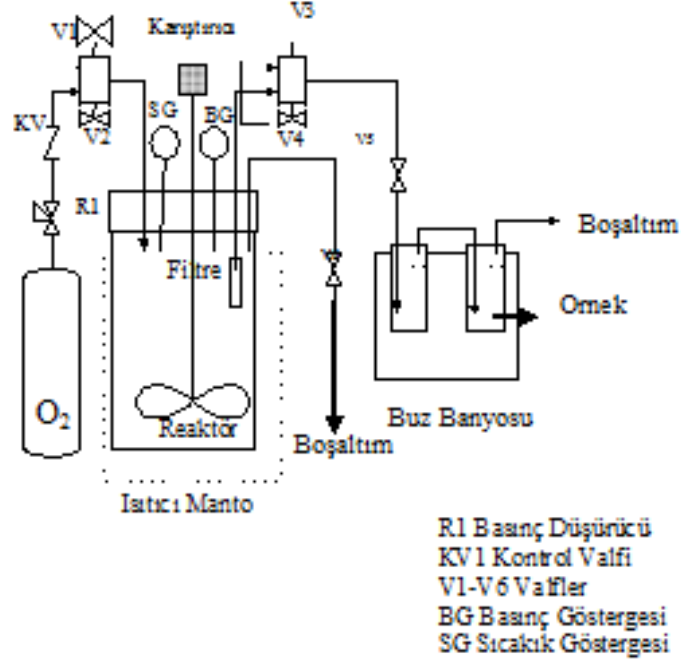 V1
Karıştırıcı
V3
SG
BG
KV
V2
V4
V5
R1
Filtre
Boşaltım
Ornek
O2
Reaktör
Boşaltım
Buz Banyosu
Isıtıcı Manto
R1 Basınç Düşürücü
KV1 Kontrol Valfi
V1-V6 Valfler
BG Basınç Göstergesi
SG Sıcakık Göstergesi